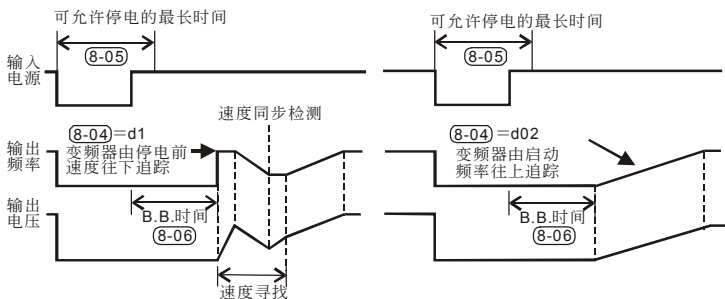 可允许停电的最长时间
8-05
输入
电源
速度同步检测
输出
频率
8-04=d1
变频器由停电前
速度往下追踪
输出
电压
B.B.时间
8-06
速度寻找
可允许停电的最长时间
8-05
8-04=d02
变频器由启动
频率往上追踪
B.B.时间
8-06